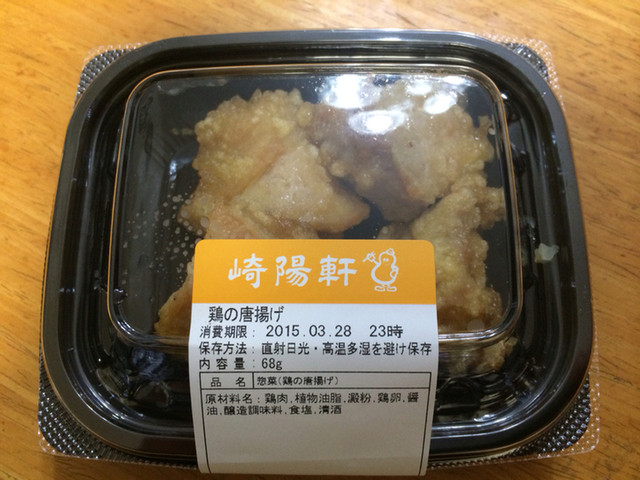 崎陽軒
鶏の唐揚げ
消費期限: 2015.03.28 23時
保存方法: 直射日光・高温多湿を避け保存
内容量:68g
品 名 惣菜(鶏の唐揚げ)
原材料名:鶏肉,植物油脂,澱粉,鶏卵,醤
油,醸造調味料,食塩,清酒